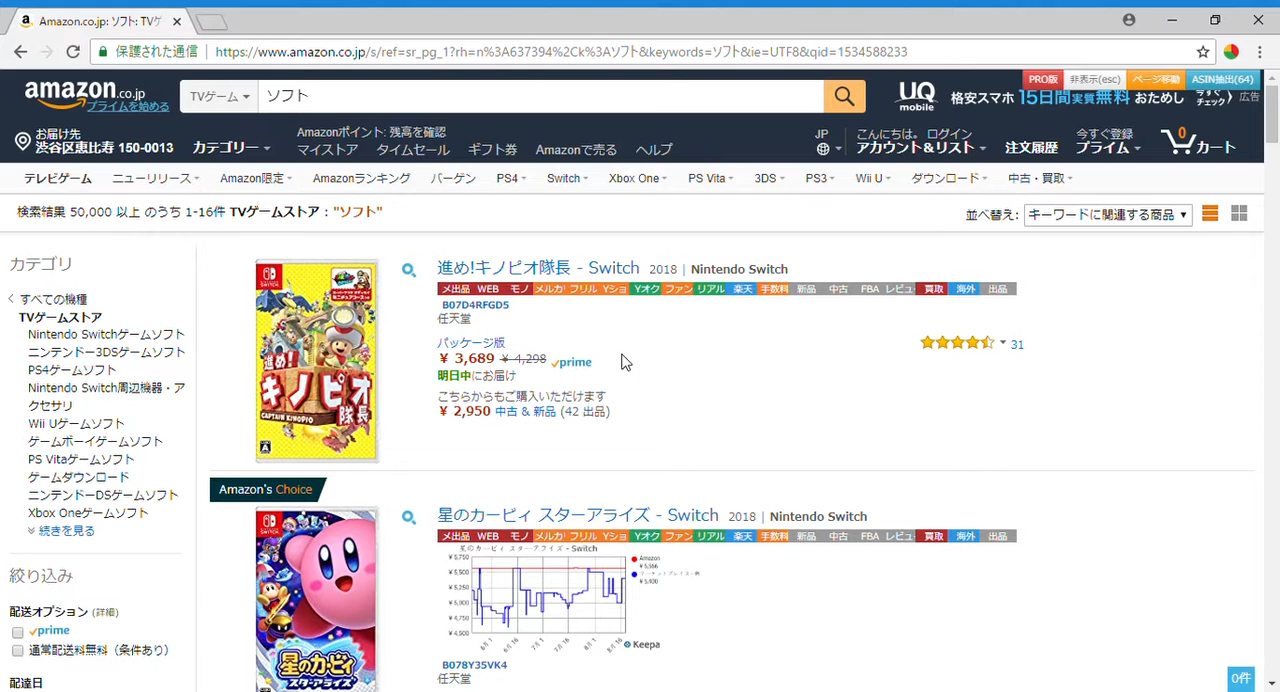 Amazon.co.jp: ソフト: TVゲ
保護された通信 https://www.amazon.co.jp/s/ref=sr_pg_1?rh=n%3A637394%2Ck%3Aソフト&keywords=ソフト&ie=UTF8&qid=1534588233
PRO版 非表示(esc) ページ移動 ASIN抽出(64)
amazon.co.jp
プライムを始める
TVゲーム ソフト
UQ mobile 格安スマホ 15日間実質無料 おためし 今すぐチェック 広告
お届け先
渋谷区恵比寿 150-0013
カテゴリー
Amazonポイント: 残高を確認
マイストア タイムセール ギフト券 Amazonで売る ヘルプ
JP
こんにちは。ログイン
アカウント&リスト
注文履歴
今すぐ登録
プライム
0
カート
テレビゲーム ニューリリース Amazon限定 Amazonランキング バーゲン PS4 Switch Xbox One PS Vita 3DS PS3 Wii U ダウンロード 中古・買取
検索結果 50,000 以上 のうち 1-16件 TVゲームストア : "ソフト"
並べ替え: キーワードに関連する商品
カテゴリ
すべての機種
TVゲームストア
Nintendo Switchゲームソフト
ニンテンドー3DSゲームソフト
PS4ゲームソフト
Nintendo Switch周辺機器・ア
クセサリ
Wii Uゲームソフト
ゲームボーイゲームソフト
PS Vitaゲームソフト
ゲームダウンロード
ニンテンドーDSゲームソフト
Xbox Oneゲームソフト
続きを見る
絞り込み
配送オプション (詳細)
prime
通常配送料無料（条件あり）
配達日
進め!
キノピオ
隊長
CAPTAIN KINOPIO
進め!キノピオ隊長 - Switch 2018 | Nintendo Switch
メ出品 WEB モノ メルカ フリル Yショ Yオク ファン リアル 楽天 手数料 新品 中古 FBA レビュ 買取 海外 出品
B07D4RFGD5
任天堂
パッケージ版
¥ 3,689 ¥ 4,298 prime
明日中にお届け
こちらからもご購入いただけます
¥ 2,950 中古 & 新品 (42 出品)
31
Amazon's Choice
星のカービィ
スターアライズ
星のカービィ スターアライズ - Switch 2018 | Nintendo Switch
メ出品 WEB モノ メルカ フリル Yショ Yオク ファン リアル 楽天 手数料 新品 中古 FBA レビュ 買取 海外 出品
星のカービィ スターアライズ - Switch
¥5,750
¥5,500
¥5,250
¥5,000
¥4,750
¥4,500
Amazon
Keepa
B078Y35VK4
任天堂
0件